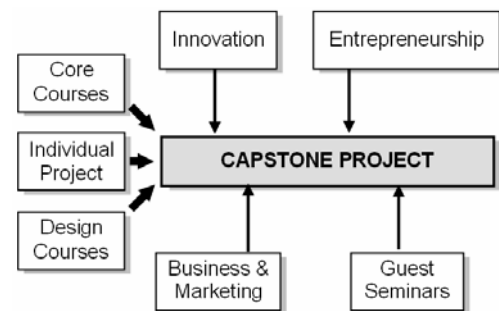 Innovation
Entrepreneurship
Core
Courses
Individual
Project
Design
Courses
CAPSTONE PROJECT
Business &
Marketing
Guest
Seminars